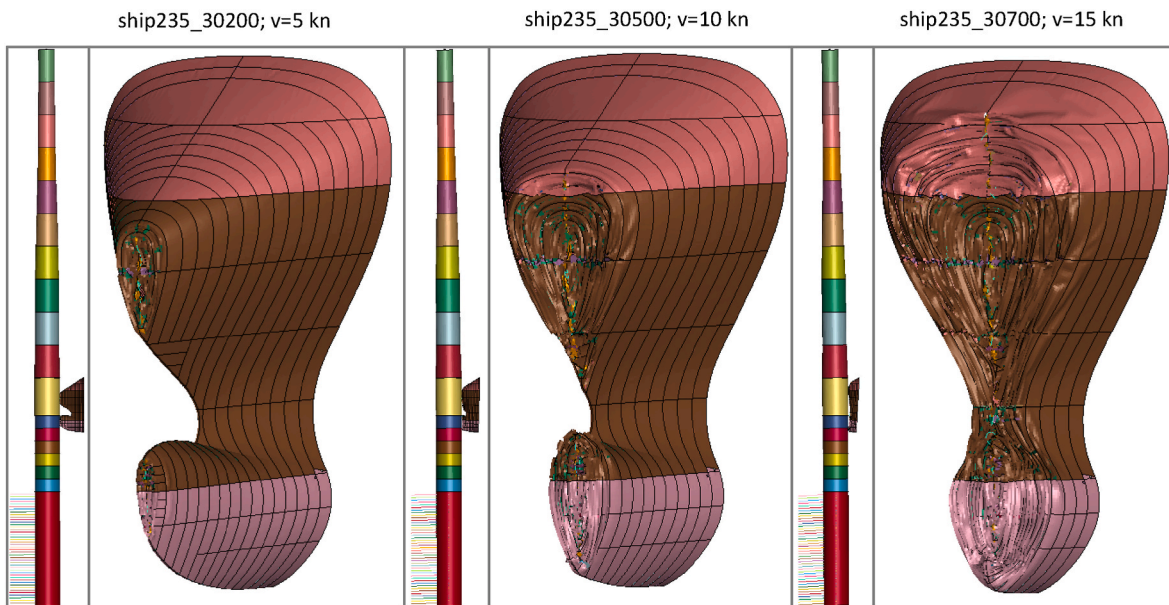 ship235_30200; v=5 kn
ship235_30500; v=10 kn
ship235_30700; v=15 kn